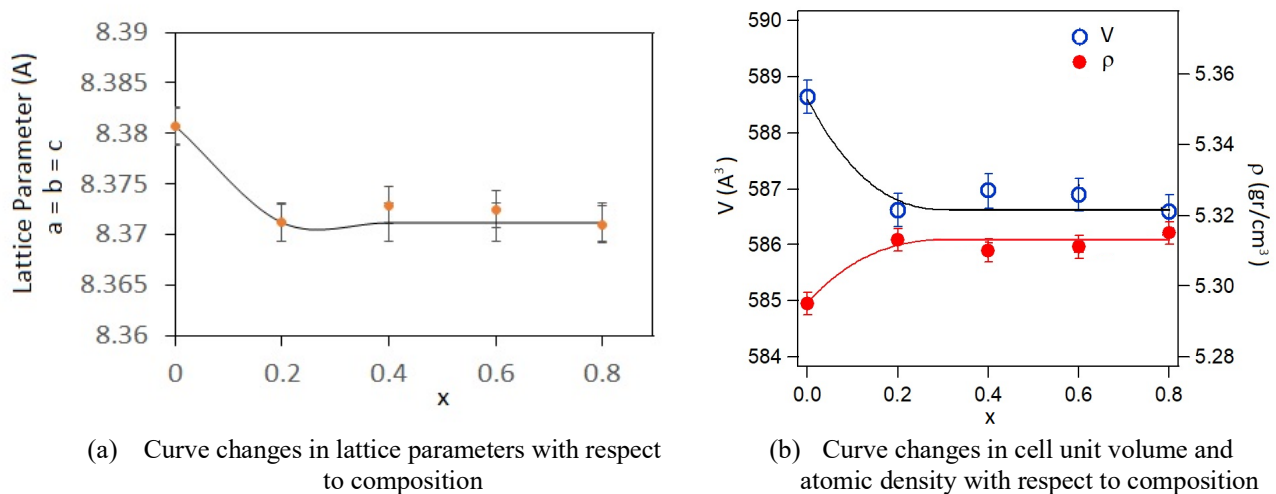 Lattice Parameter (A)
a = b = c
8.39
8.385
8.38
8.375
8.37
8.365
8.36
0 0.2 0.4 0.6 0.8
x
V (A³)
590
589
588
587
586
585
584
V
ρ
5.36
5.34
5.32
5.30
5.28
ρ (gr/cm³)
0.0 0.2 0.4 0.6 0.8
x
(a) Curve changes in lattice parameters with respect
to composition
(b) Curve changes in cell unit volume and
atomic density with respect to composition